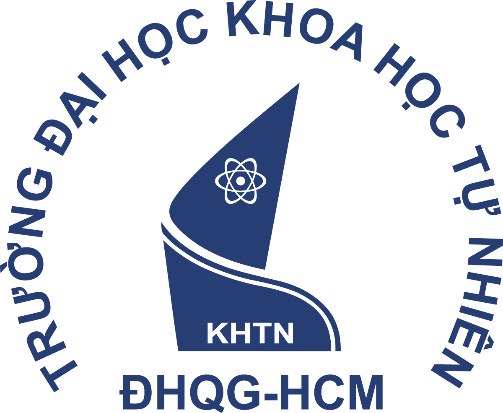 TRƯỜNG ĐẠI HỌC KHOA HỌC TỰ NHIÊN
KHTN
ĐHQG-HCM